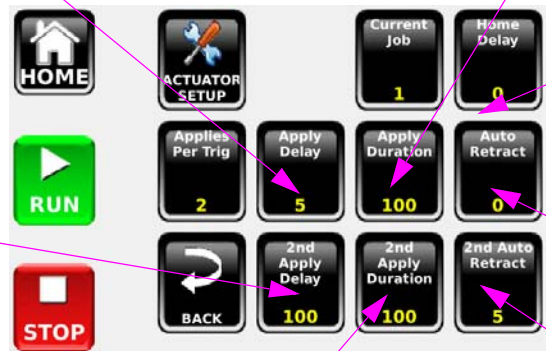 HOME
ACTUATOR
SETUP
Current
Job
1
Home
Delay
0
RUN
Applies
Per Trig
2
Apply
Delay
5
Apply
Duration
100
Auto
Retract
0
STOP
BACK
2nd
Apply
Delay
100
2nd
Apply
Duration
100
2nd Auto
Retract
5